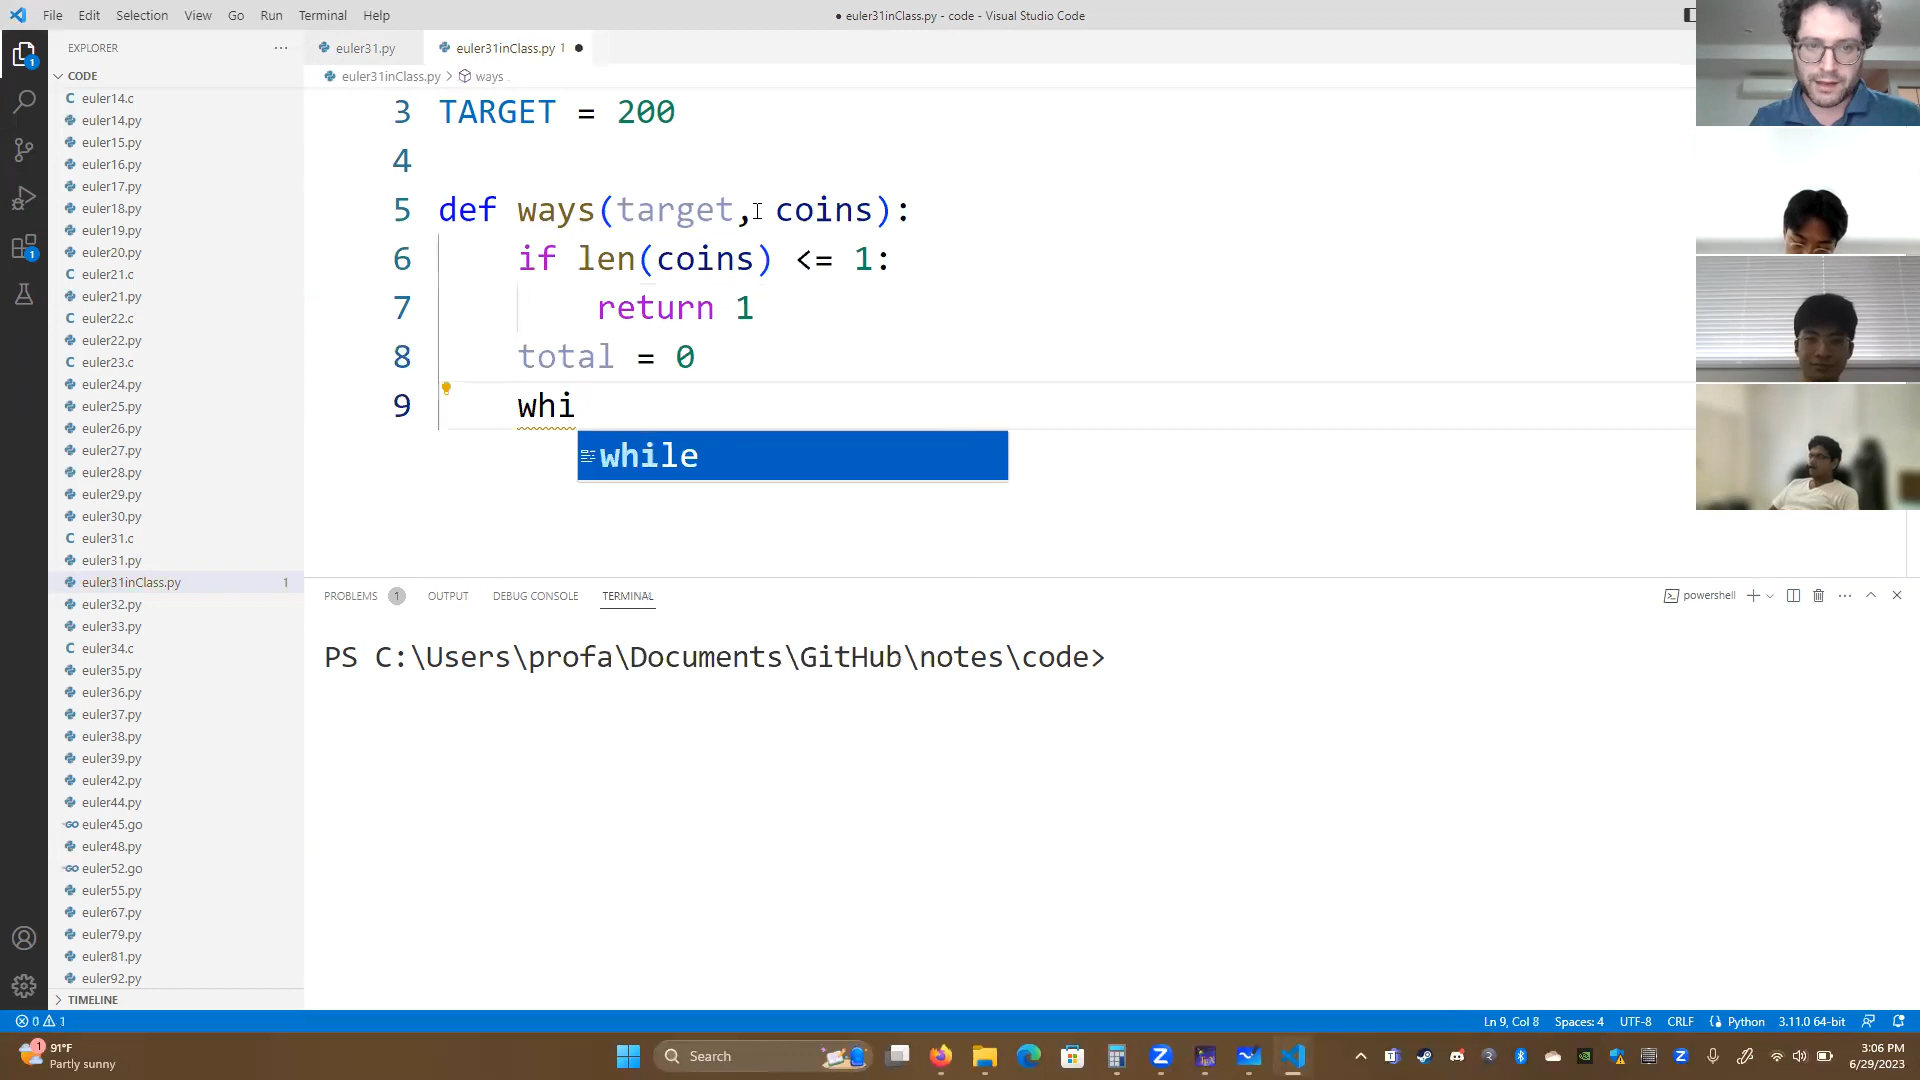 File Edit Selection View Go Run Terminal Help
● euler31inClass.py - code - Visual Studio Code
EXPLORER ···
CODE
euler14.c
euler14.py
euler15.py
euler16.py
euler17.py
euler18.py
euler19.py
euler20.py
euler21.c
euler21.py
euler22.c
euler22.py
euler23.c
euler24.py
euler25.py
euler26.py
euler27.py
euler28.py
euler29.py
euler30.py
euler31.c
euler31.py
euler31inClass.py 1
euler32.py
euler33.py
euler34.c
euler35.py
euler36.py
euler37.py
euler38.py
euler39.py
euler42.py
euler44.py
euler45.go
euler48.py
euler52.go
euler55.py
euler67.py
euler79.py
euler81.py
euler92.py
TIMELINE
euler31.py euler31inClass.py 1 ●
euler31inClass.py > ways
3 TARGET = 200
4
5 def ways(target, coins):
6 if len(coins) <= 1:
7 return 1
8 total = 0
9 whi
while
PROBLEMS 1 OUTPUT DEBUG CONSOLE TERMINAL
powershell
PS C:\Users\profa\Documents\GitHub\notes\code>
0 1
Ln 9, Col 8 Spaces: 4 UTF-8 CRLF Python 3.11.0 64-bit
1 91°F
Partly sunny
Search
3:06 PM
6/29/2023